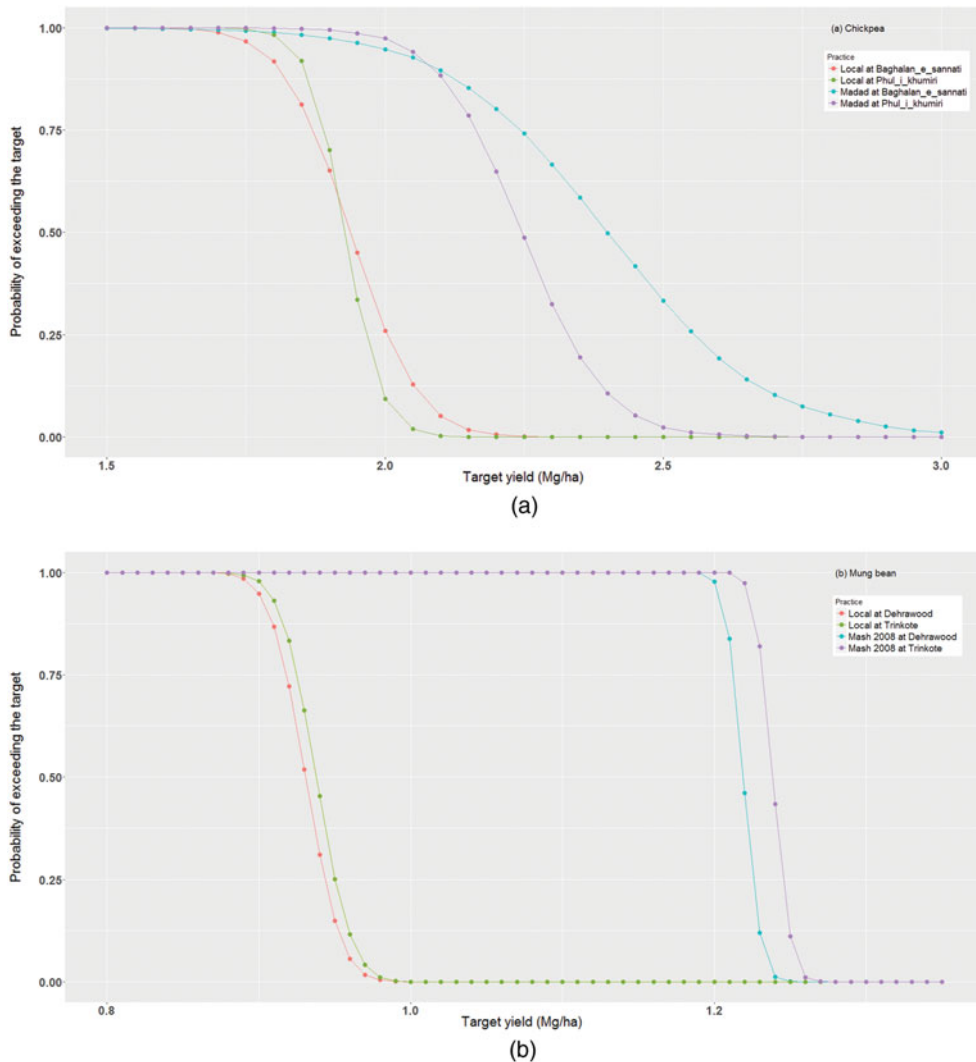 1.00
0.75
0.50
0.25
0.00
Probability of exceeding the target
(a) Chickpea
Practice
Local at Baghalan_e_sannati
Local at Phul_i_khumiri
Madad at Baghalan_e_sannati
Madad at Phul_i_khumiri
1.5 2.0 2.5 3.0
Target yield (Mg/ha)
(a)
1.00
0.75
0.50
0.25
0.00
Probability of exceeding the target
(b) Mung bean
Practice
Local at Dehrawood
Local at Trinkote
Mash 2008 at Dehrawood
Mash 2008 at Trinkote
0.8 1.0 1.2
Target yield (Mg/ha)
(b)